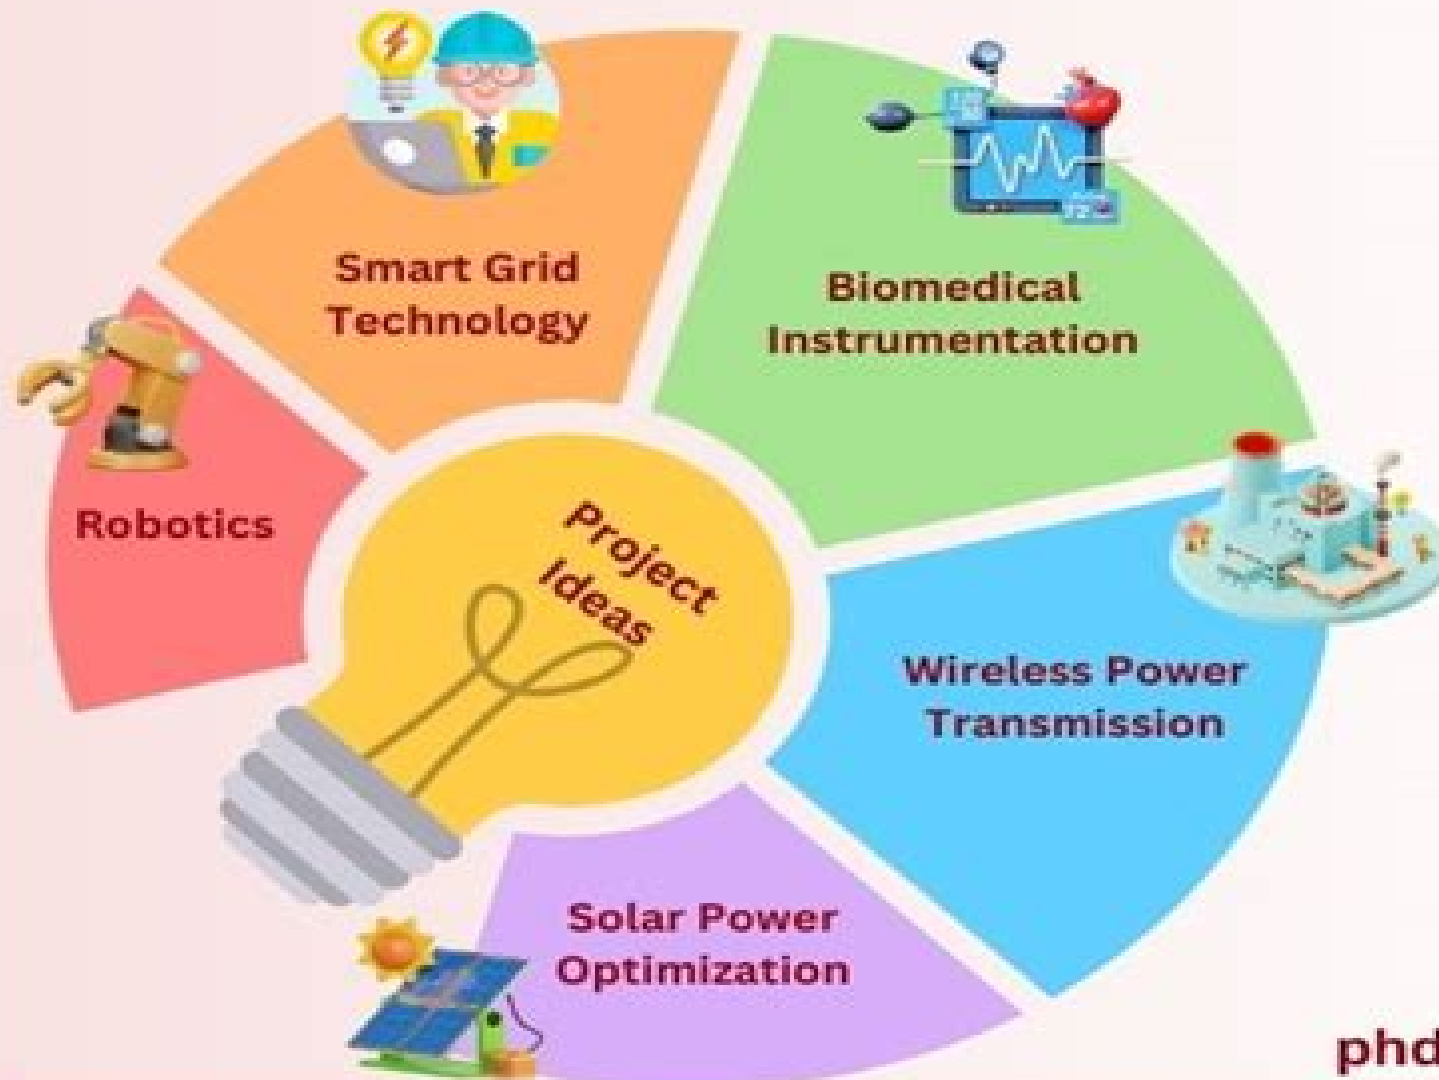 Smart Grid
Technology
Biomedical
Instrumentation
Robotics
Project
Ideas
Wireless Power
Transmission
Solar Power
Optimization
phd